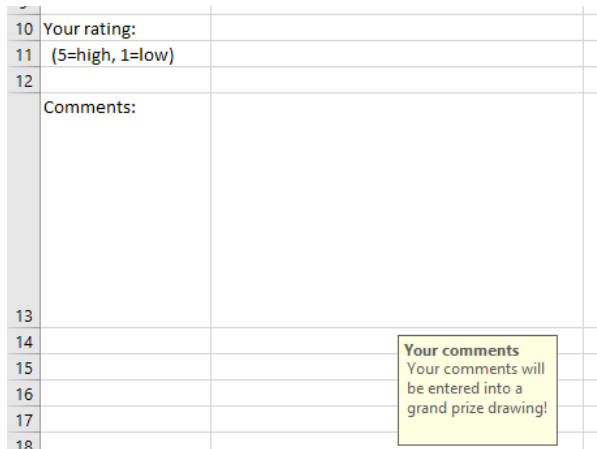 10 Your rating:
11 (5=high, 1=low)
12
Comments:
13
14
Your comments
15
Your comments will
16
be entered into a
17
grand prize drawing!
18